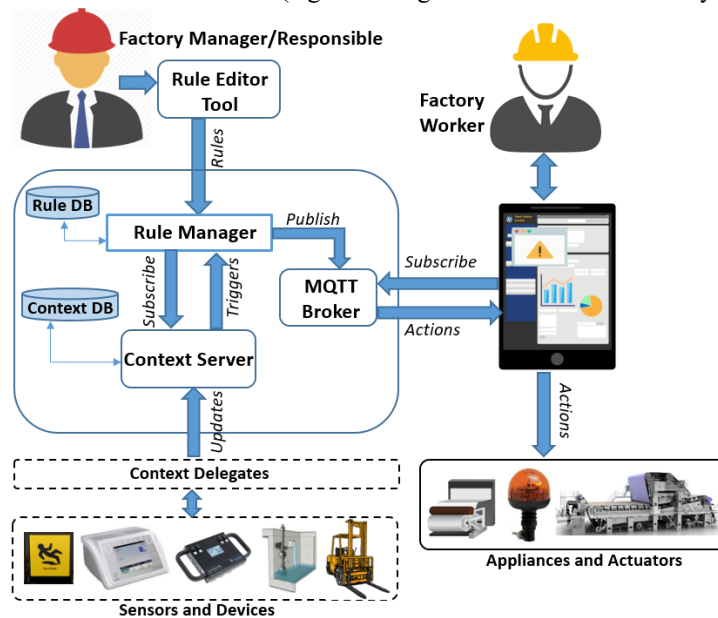 Factory Manager/Responsible
Rule Editor
Tool
Factory
Worker
Rules
Rule DB
Rule Manager
Publish
Subscribe
Triggers
MQTT
Broker
Subscribe
Actions
Context DB
Context Server
Updates
Actions
Context Delegates
Appliances and Actuators
Sensors and Devices